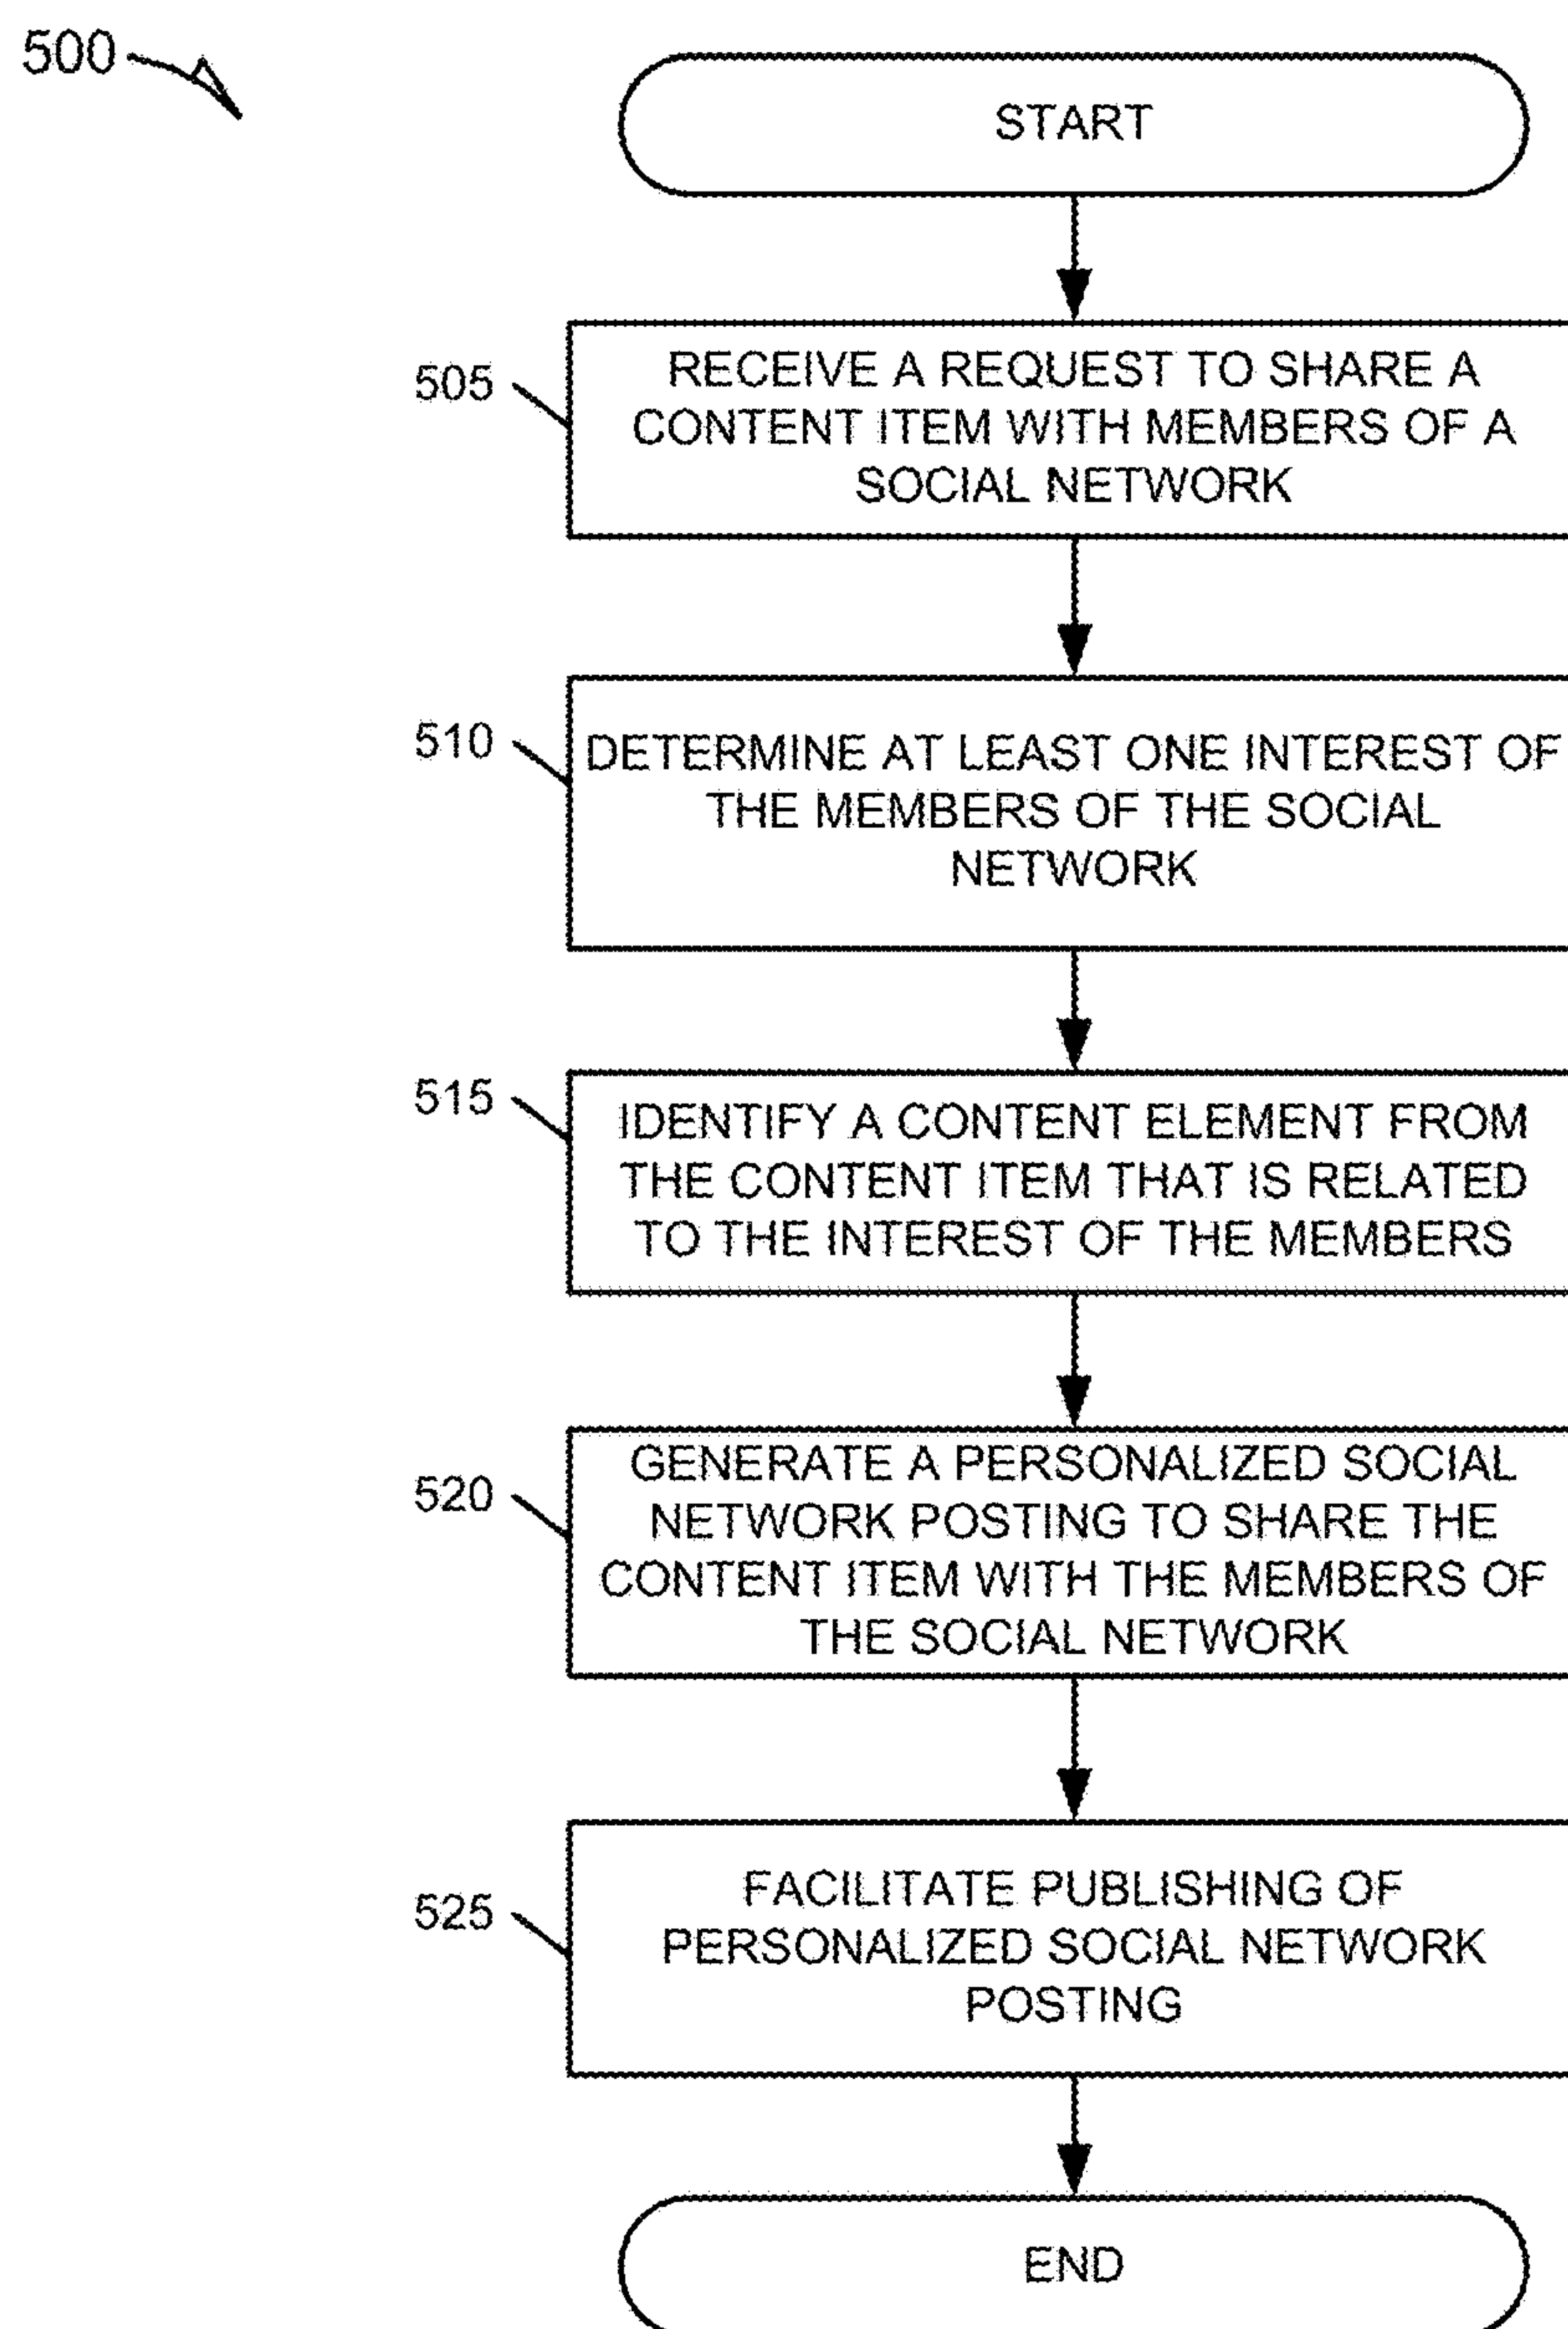 500
START
505
RECEIVE A REQUEST TO SHARE A
CONTENT ITEM WITH MEMBERS OF A
SOCIAL NETWORK
510
DETERMINE AT LEAST ONE INTEREST OF
THE MEMBERS OF THE SOCIAL
NETWORK
515
IDENTIFY A CONTENT ELEMENT FROM
THE CONTENT ITEM THAT IS RELATED
TO THE INTEREST OF THE MEMBERS
520
GENERATE A PERSONALIZED SOCIAL
NETWORK POSTING TO SHARE THE
CONTENT ITEM WITH THE MEMBERS OF
THE SOCIAL NETWORK
525
FACILITATE PUBLISHING OF
PERSONALIZED SOCIAL NETWORK
POSTING
END